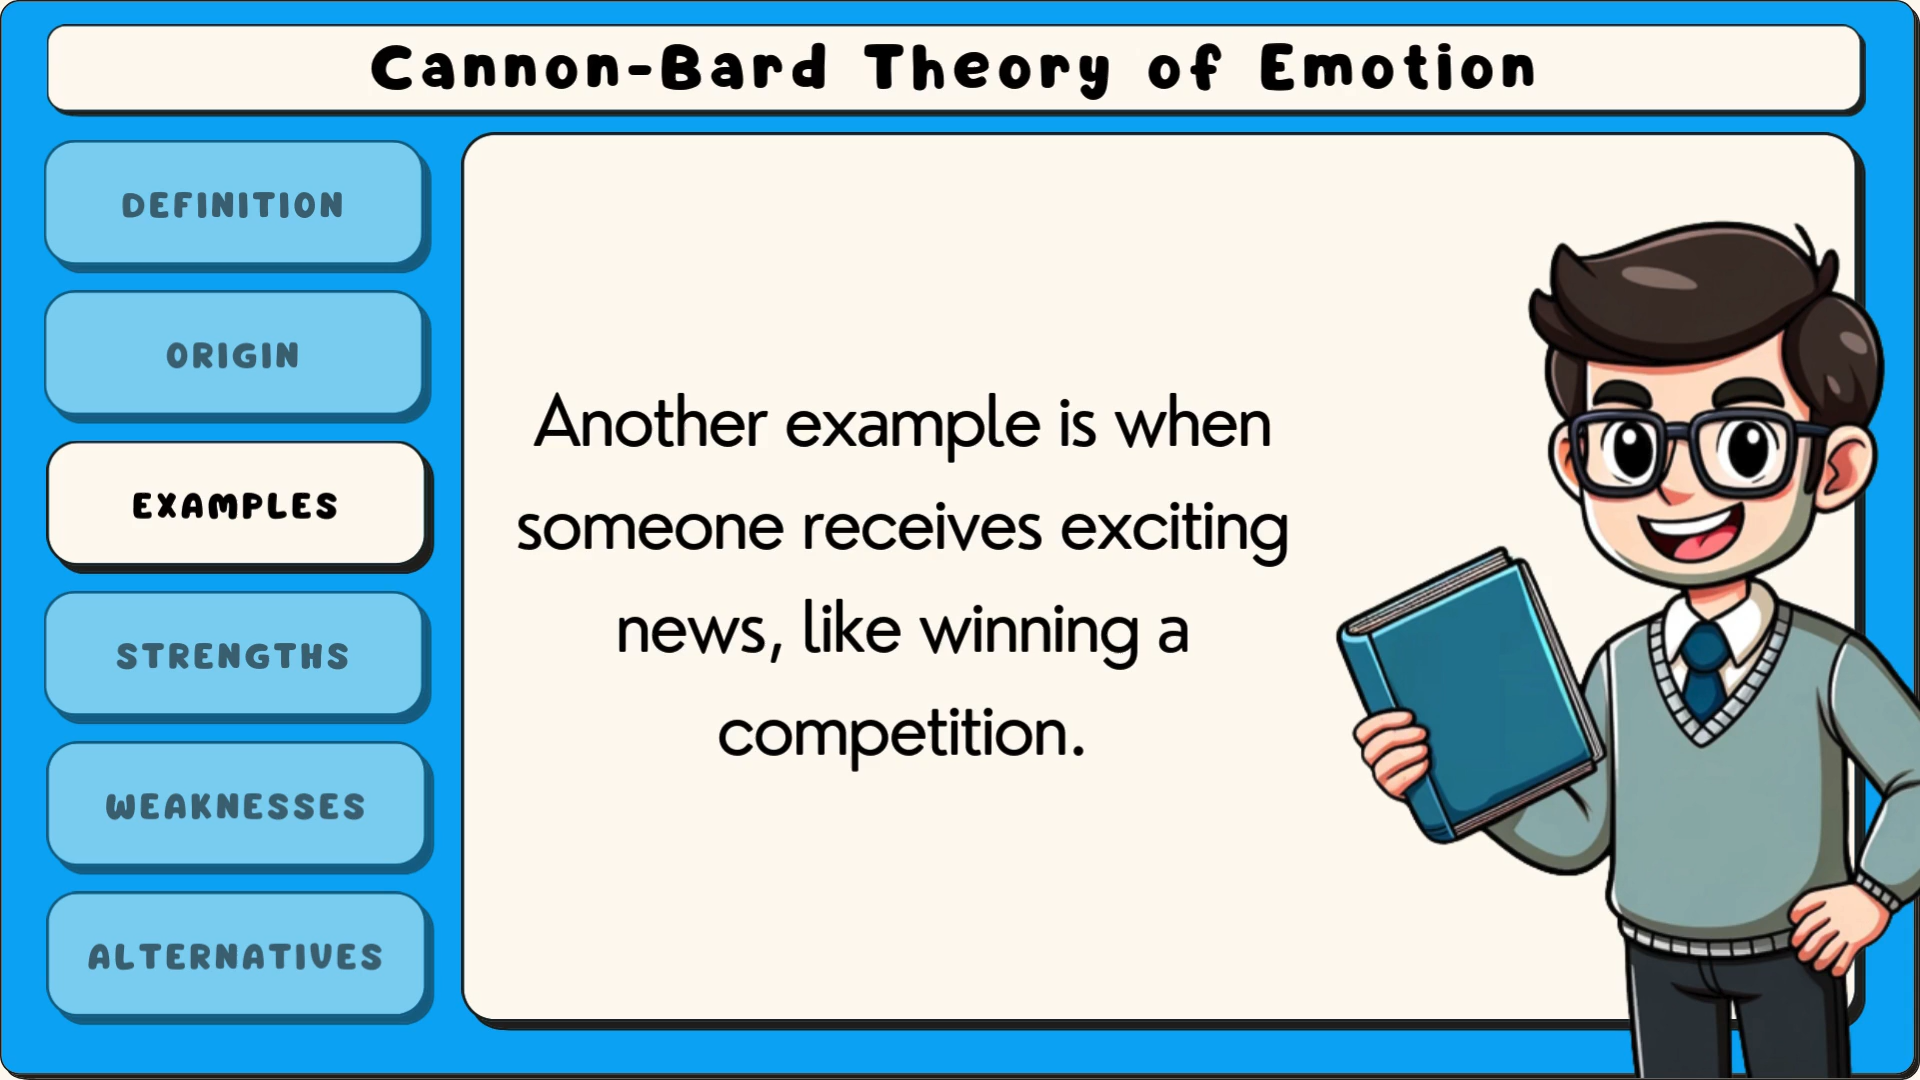 Cannon-Bard Theory of Emotion
DEFINITION
ORIGIN
EXAMPLES
STRENGTHS
WEAKNESSES
ALTERNATIVES
Another example is when
someone receives exciting
news, like winning a
competition.